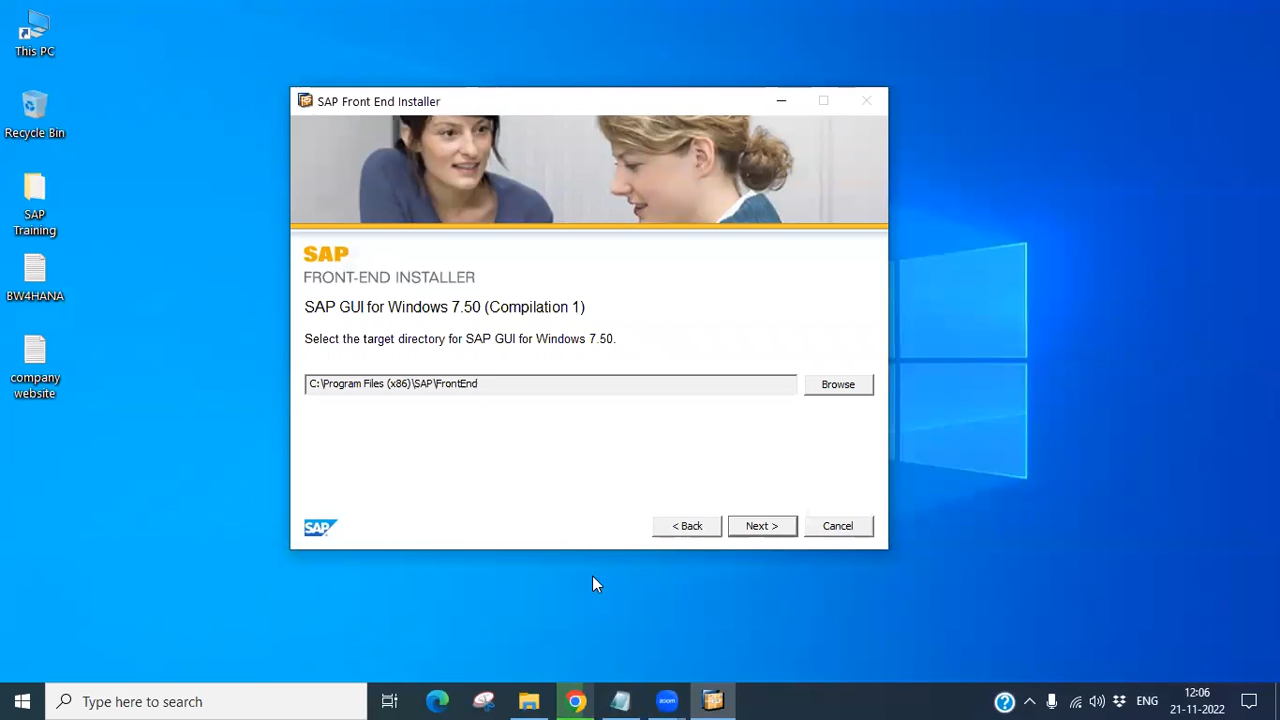 This PC
Recycle Bin
SAP
Training
BW4HANA
company
website
SAP Front End Installer
SAP
FRONT-END INSTALLER
SAP GUI for Windows 7.50 (Compilation 1)
Select the target directory for SAP GUI for Windows 7.50.
C:\Program Files (x86)\SAP\FrontEnd
Browse
SAP
< Back
Next >
Cancel
Type here to search
zoom
ENG
12:06
21-11-2022